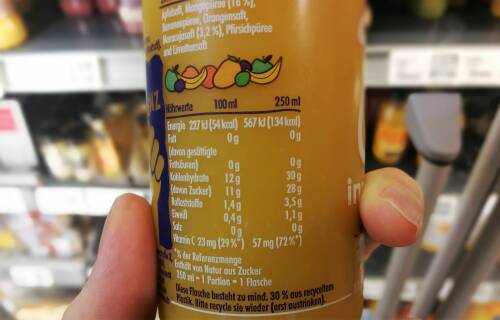 Apfelsaft, Mangopüree (16 %),
Bananenpüree, Orangensaft,
Maracujasaft (3,2 %), Pfirsichpüree
und Limettensaft
Nährwerte 100 ml 250 ml
Energie 227 kJ (54 kcal) 567 kJ (134 kcal)
Fett 0 g 0 g
(davon gesättigte
Fettsäuren) 0 g 0 g
Kohlenhydrate 12 g 30 g
(davon Zucker) 11 g 28 g
Ballaststoffe 1,4 g 3,5 g
Eiweiß 0,4 g 1,1 g
Salz 0 g 0 g
Vitamin C 23 mg (29 %*) 57 mg (72 %*)
*% der Referenzmenge
Enthält von Natur aus Zucker
250 ml = 1 Portion = 1 Flasche
Diese Flasche besteht zu mind. 30 % aus recyceltem
Plastik. Bitte recycle sie wieder (erst austrinken).
in